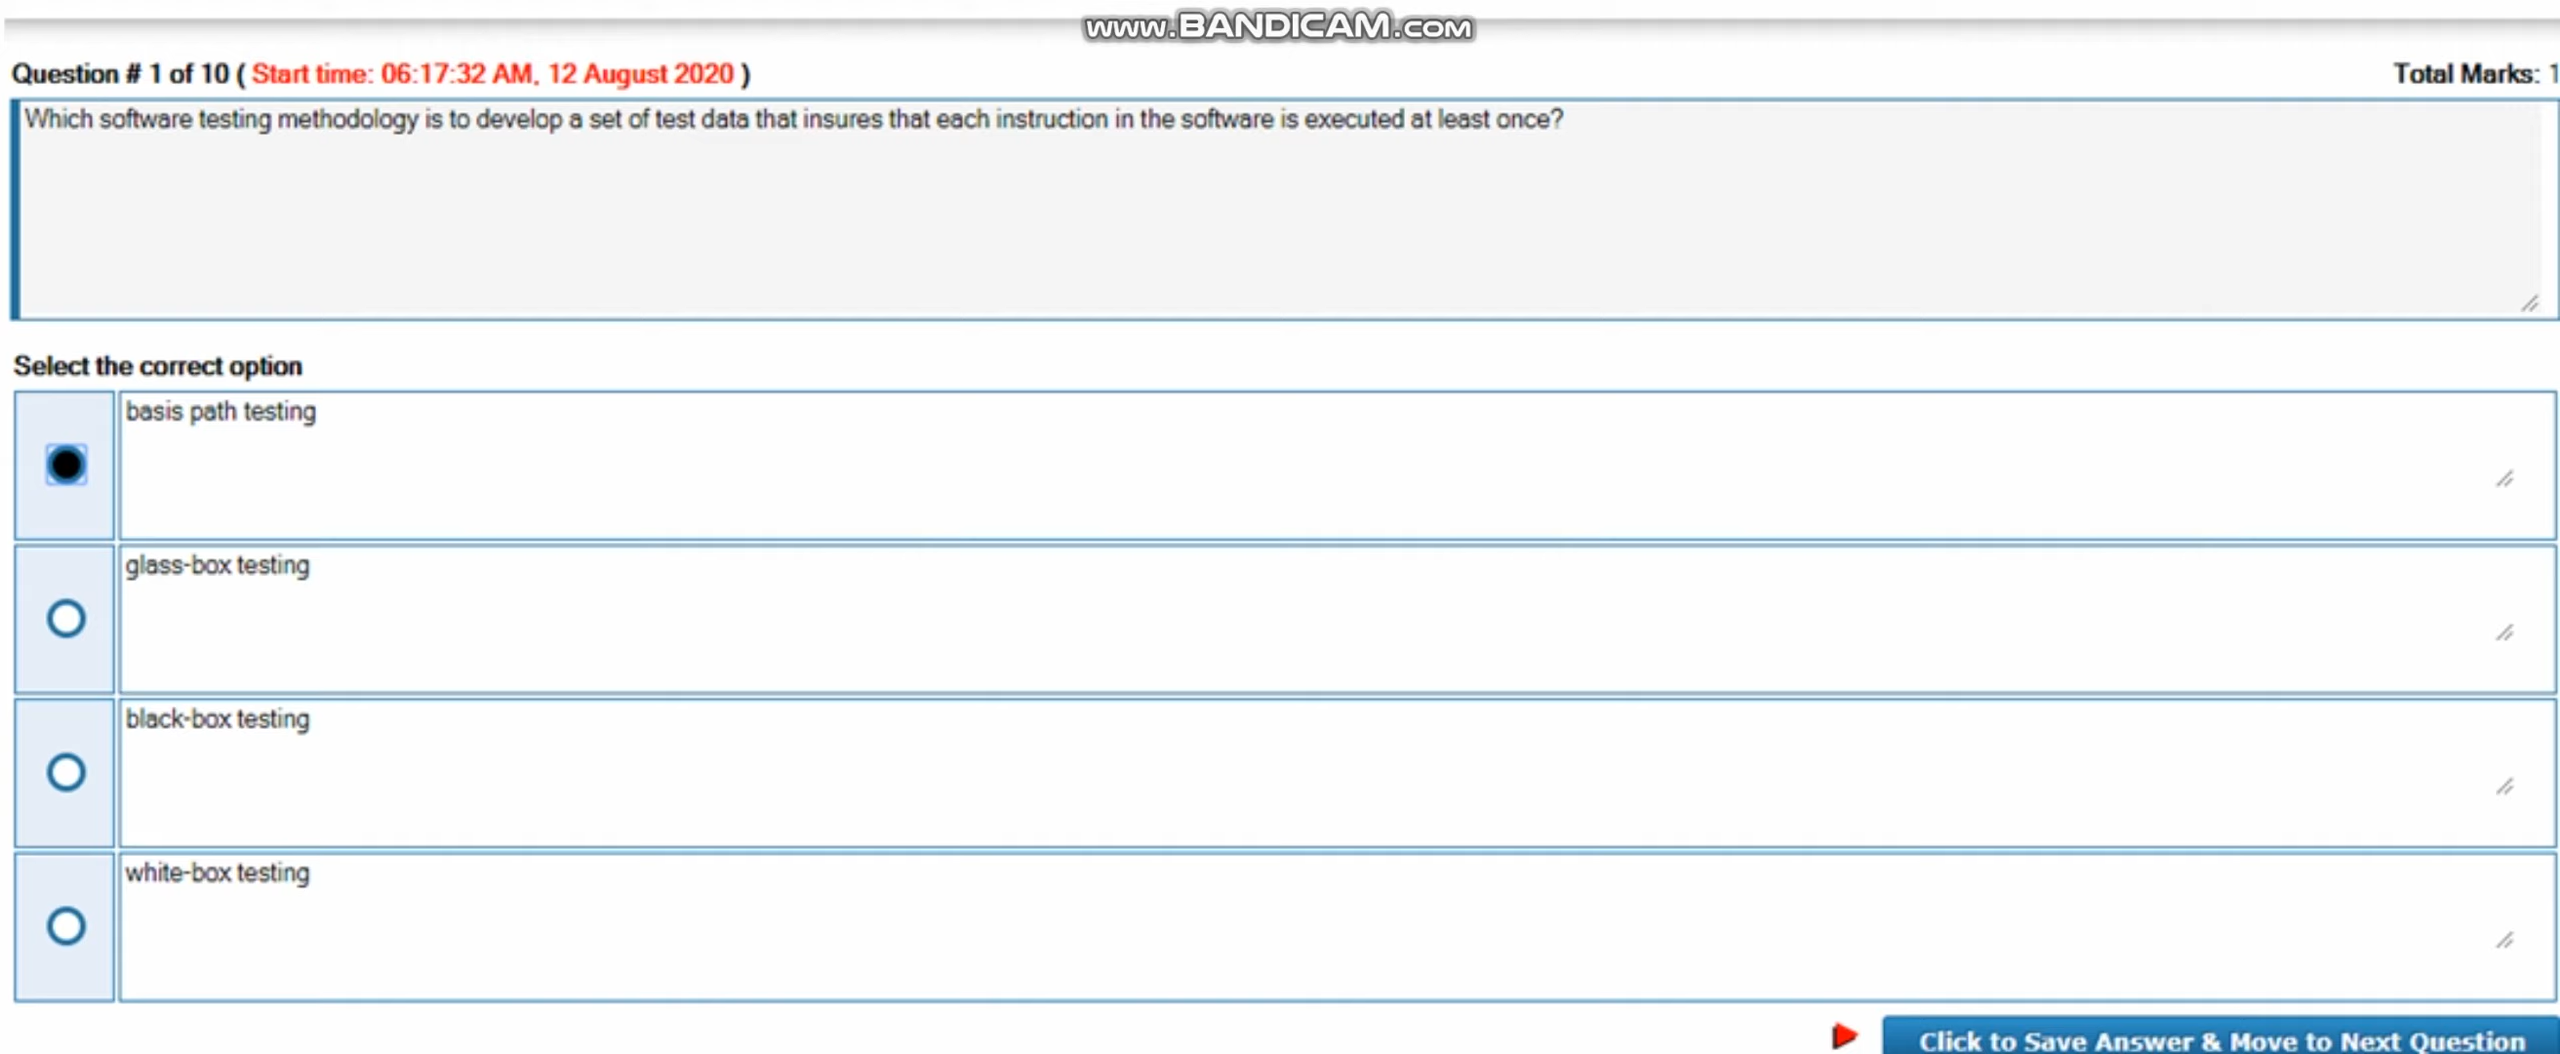 www.BANDICAM.com
Question # 1 of 10 ( Start time: 06:17:32 AM, 12 August 2020 )
Total Marks: 1
Which software testing methodology is to develop a set of test data that insures that each instruction in the software is executed at least once?
Select the correct option
basis path testing
glass-box testing
black-box testing
white-box testing
Click to Save Answer & Move to Next Question